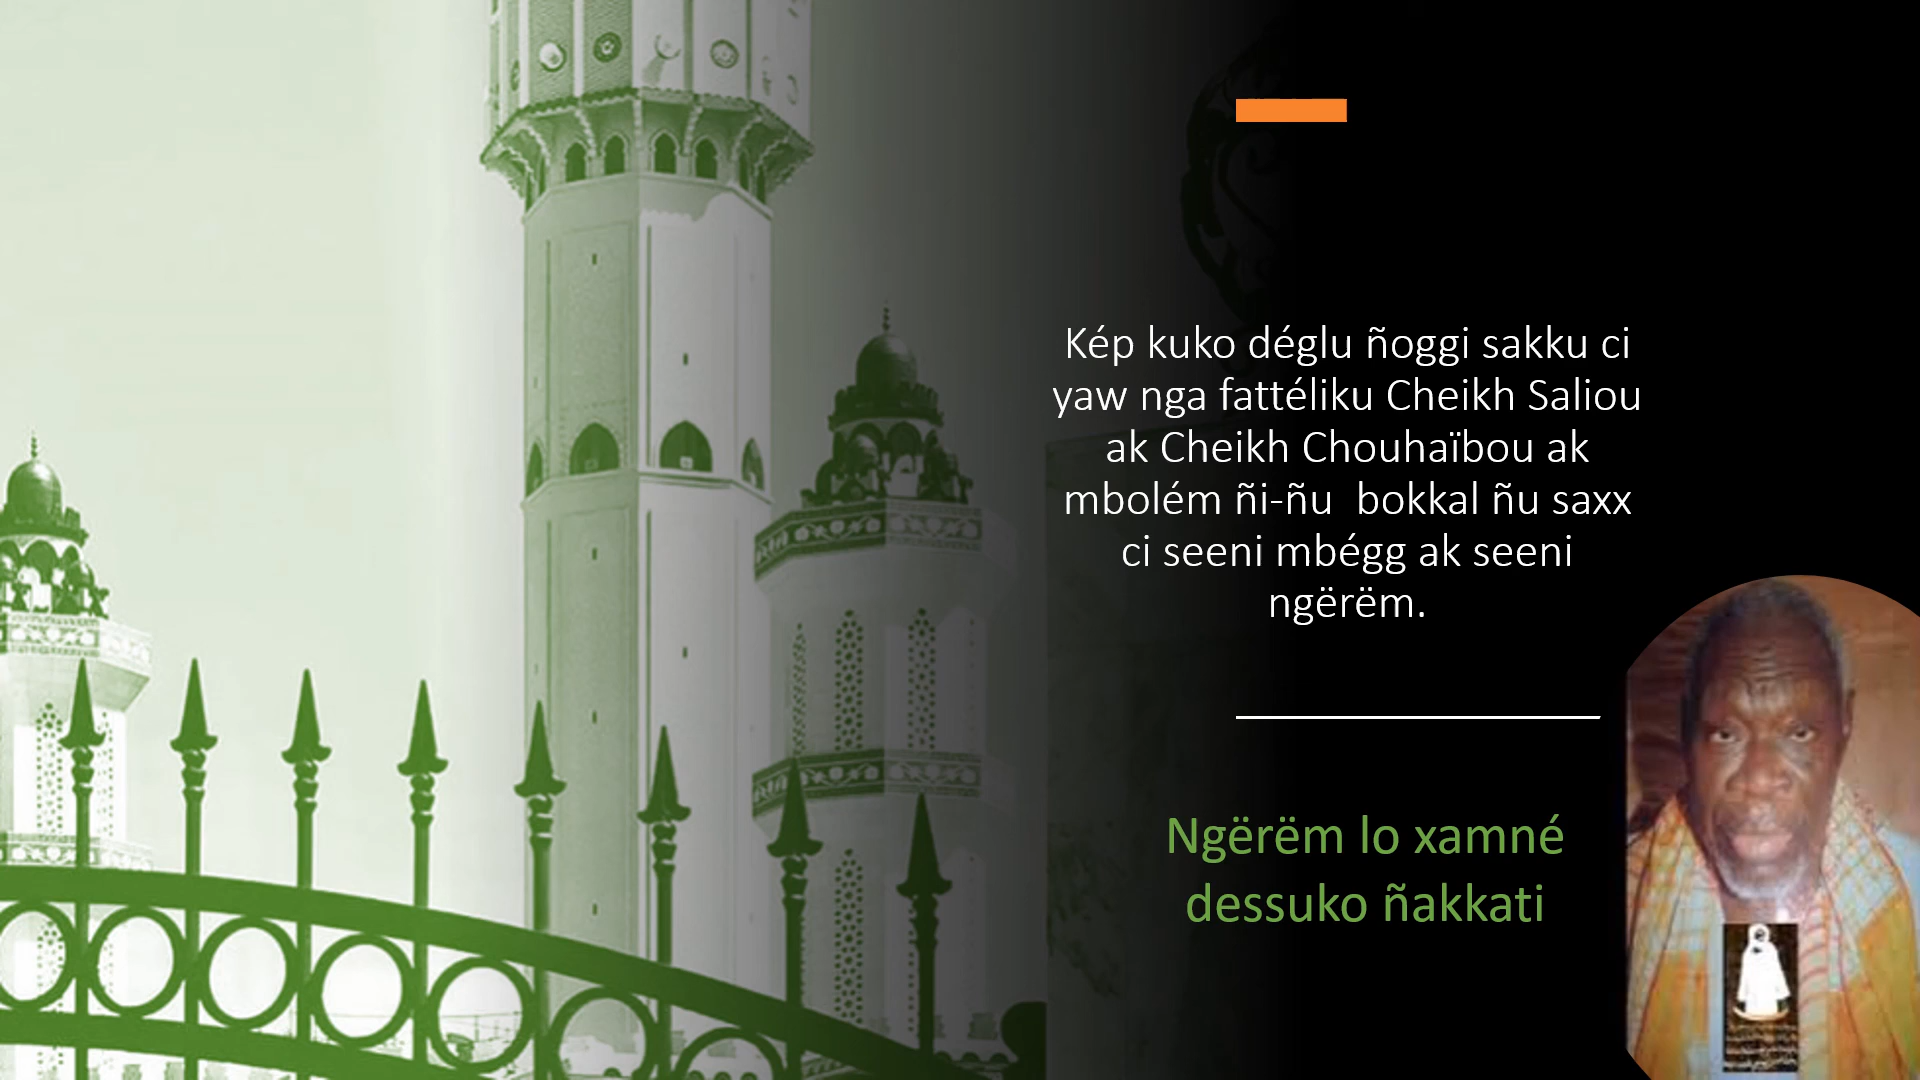 Kép kuko déglu ñoggi sakku ci
yaw nga fattéliku Cheikh Saliou
ak Cheikh Chouhaïbou ak
mbolém ñi-ñu  bokkal ñu saxx
ci seeni mbégg ak seeni
ngërëm.
Ngërëm lo xamné
dessuko ñakkati